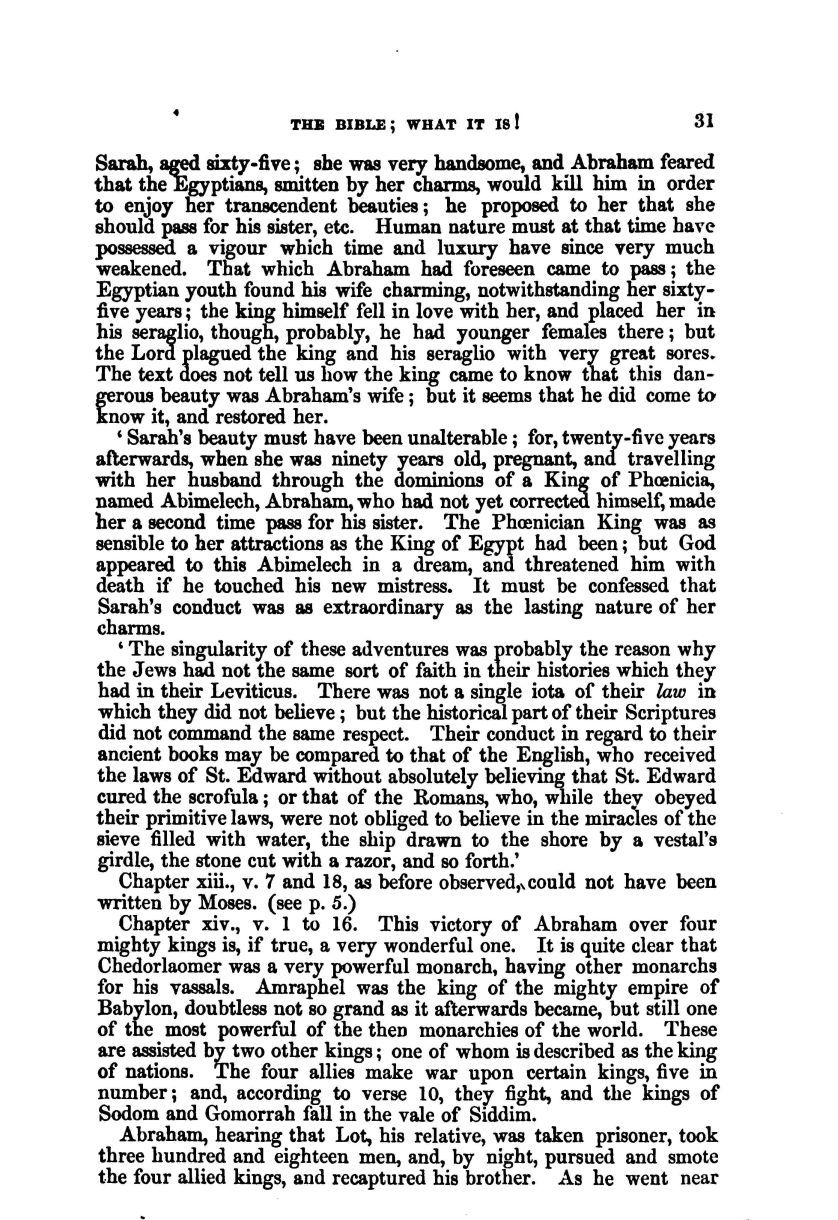 THE BIBLE; WHAT IT IS! 31
Sarah, aged sixty-five; she was very handsome, and Abraham feared
that the Egyptians, smitten by her charms, would kill him in order
to enjoy her transcendent beauties; he proposed to her that she
should pass for his sister, etc. Human nature must at that time have
possessed a vigour which time and luxury have since very much
weakened. That which Abraham had foreseen came to pass; the
Egyptian youth found his wife charming, notwithstanding her sixty-
five years; the king himself fell in love with her, and placed her in
his seraglio, though, probably, he had younger females there; but
the Lord plagued the king and his seraglio with very great sores.
The text does not tell us how the king came to know that this dan-
gerous beauty was Abraham's wife; but it seems that he did come to
know it, and restored her.
‘Sarah's beauty must have been unalterable; for, twenty-five years
afterwards, when she was ninety years old, pregnant, and travelling
with her husband through the dominions of a King of Phœnicia,
named Abimelech, Abraham, who had not yet corrected himself, made
her a second time pass for his sister. The Phœnician King was as
sensible to her attractions as the King of Egypt had been; but God
appeared to this Abimelech in a dream, and threatened him with
death if he touched his new mistress. It must be confessed that
Sarah's conduct was as extraordinary as the lasting nature of her
charms.
‘The singularity of these adventures was probably the reason why
the Jews had not the same sort of faith in their histories which they
had in their Leviticus. There was not a single iota of their law in
which they did not believe; but the historical part of their Scriptures
did not command the same respect. Their conduct in regard to their
ancient books may be compared to that of the English, who received
the laws of St. Edward without absolutely believing that St. Edward
cured the scrofula; or that of the Romans, who, while they obeyed
their primitive laws, were not obliged to believe in the miracles of the
sieve filled with water, the ship drawn to the shore by a vestal's
girdle, the stone cut with a razor, and so forth.’
Chapter xiii., v. 7 and 18, as before observed, could not have been
written by Moses. (see p. 5.)
Chapter xiv., v. 1 to 16. This victory of Abraham over four
mighty kings is, if true, a very wonderful one. It is quite clear that
Chedorlaomer was a very powerful monarch, having other monarchs
for his vassals. Amraphel was the king of the mighty empire of
Babylon, doubtless not so grand as it afterwards became, but still one
of the most powerful of the then monarchies of the world. These
are assisted by two other kings; one of whom is described as the king
of nations. The four allies make war upon certain kings, five in
number; and, according to verse 10, they fight, and the kings of
Sodom and Gomorrah fall in the vale of Siddim.
Abraham, hearing that Lot, his relative, was taken prisoner, took
three hundred and eighteen men, and, by night, pursued and smote
the four allied kings, and recaptured his brother. As he went near